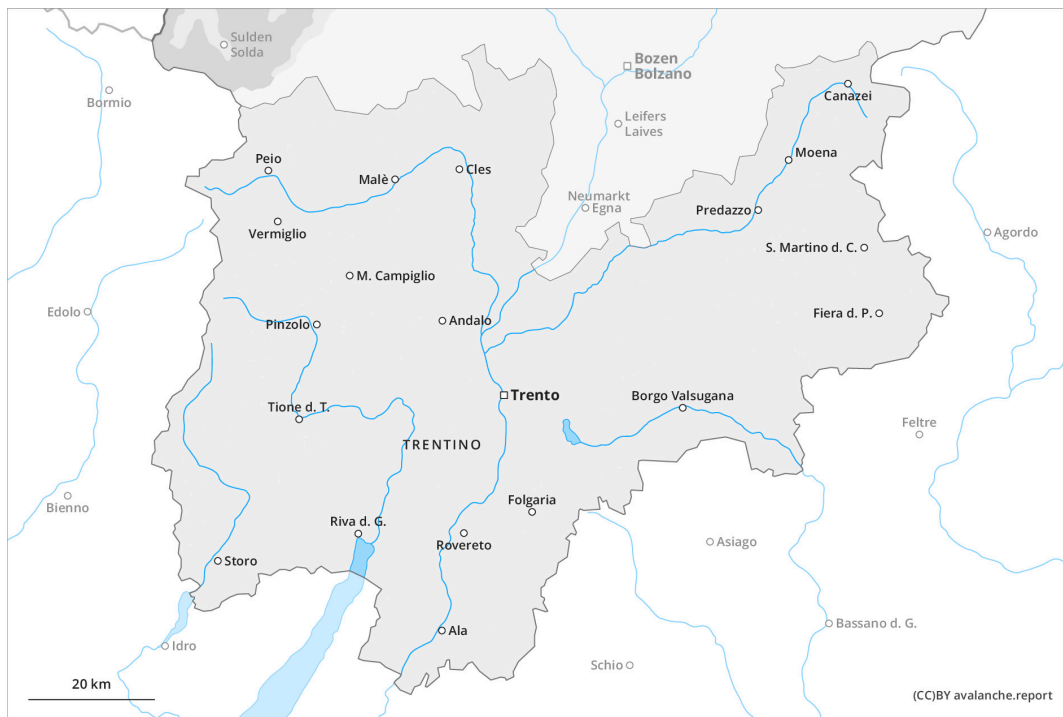 Sulden
Solda
Bozen
Bolzano
Bormio
Canazei
Leifers
Laives
Moena
Peio
Malè
Cles
Neumarkt
Egna
Predazzo
Vermiglio
Agordo
S. Martino d. C.
M. Campiglio
Edolo
Pinzolo
Andalo
Fiera d. P.
Trento
Borgo Valsugana
Tione d. T.
Feltre
TRENTINO
Bienno
Folgaria
Riva d. G.
Rovereto
Asiago
Storo
Ala
Bassano d. G.
Idro
Schio
20 km
(CC)BY avalanche.report